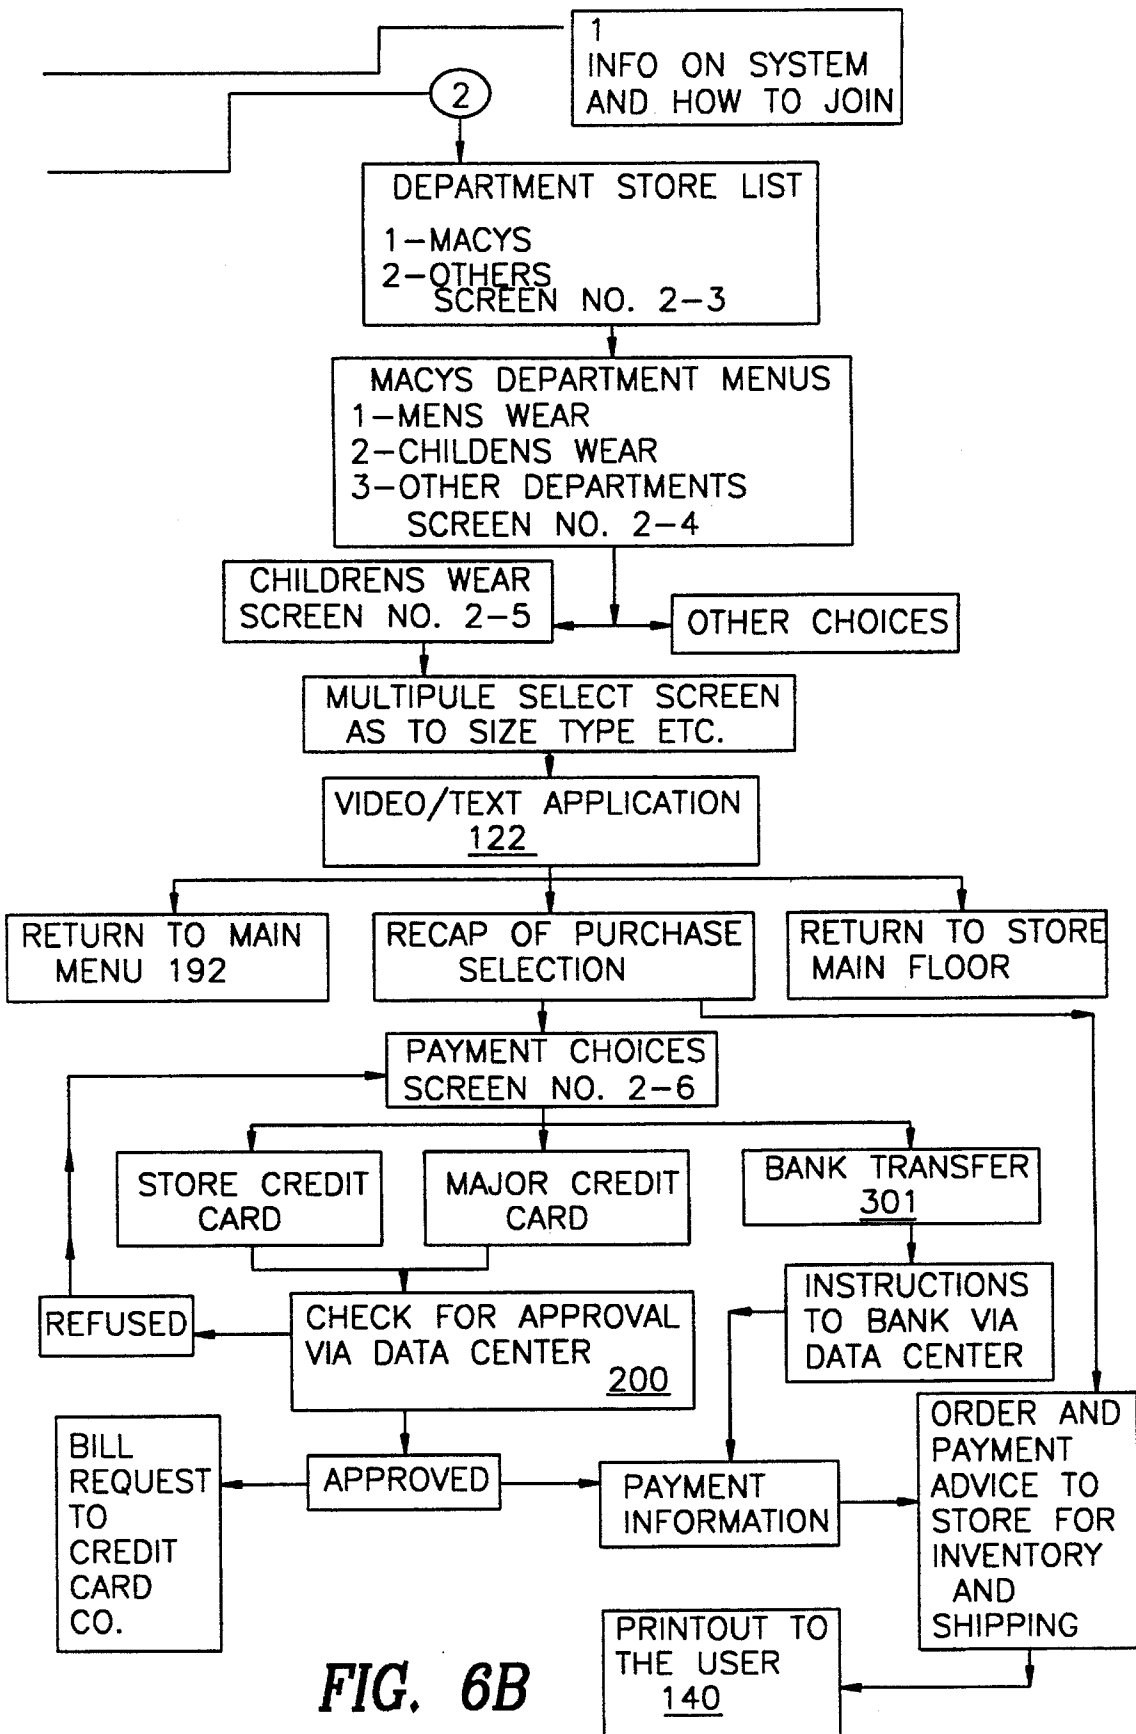 1
INFO ON SYSTEM
AND HOW TO JOIN
2
DEPARTMENT STORE LIST
1-MACYS
2-OTHERS
SCREEN NO. 2-3
MACYS DEPARTMENT MENUS
1-MENS WEAR
2-CHILDENS WEAR
3-OTHER DEPARTMENTS
SCREEN NO. 2-4
CHILDRENS WEAR
SCREEN NO. 2-5
OTHER CHOICES
MULTIPULE SELECT SCREEN
AS TO SIZE TYPE ETC.
VIDEO/TEXT APPLICATION
122
RETURN TO MAIN
MENU 192
RECAP OF PURCHASE
SELECTION
RETURN TO STORE
MAIN FLOOR
PAYMENT CHOICES
SCREEN NO. 2-6
STORE CREDIT
CARD
MAJOR CREDIT
CARD
BANK TRANSFER
301
REFUSED
CHECK FOR APPROVAL
VIA DATA CENTER
200
INSTRUCTIONS
TO BANK VIA
DATA CENTER
BILL
REQUEST
TO
CREDIT
CARD
CO.
APPROVED
PAYMENT
INFORMATION
ORDER AND
PAYMENT
ADVICE TO
STORE FOR
INVENTORY
AND
SHIPPING
PRINTOUT TO
THE USER
140
FIG. 6B